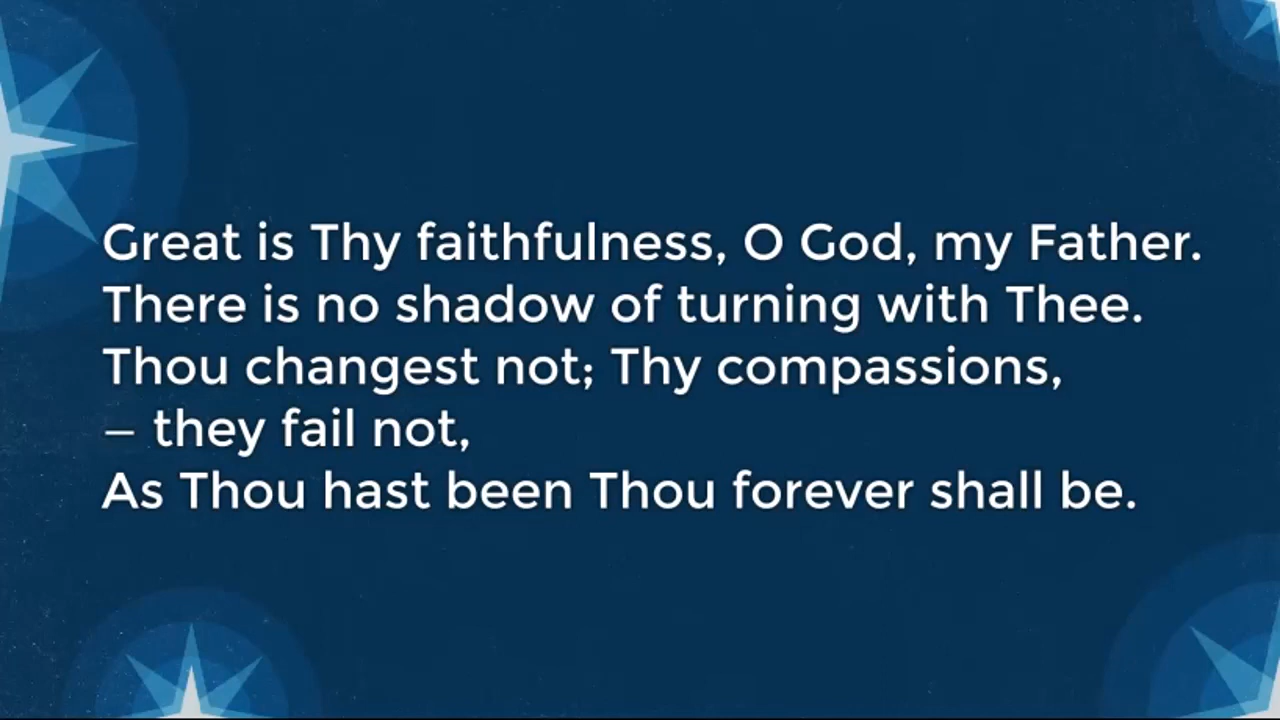 Great is Thy faithfulness, O God, my Father.
There is no shadow of turning with Thee.
Thou changest not; Thy compassions,
– they fail not,
As Thou hast been Thou forever shall be.